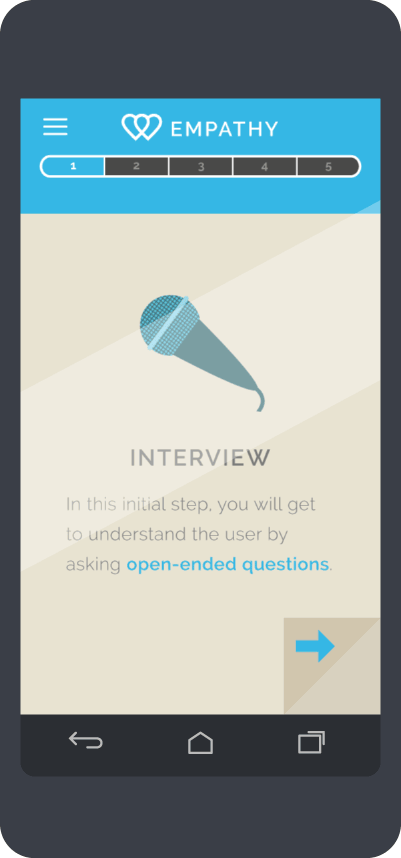 EMPATHY
1 2 3 4 5
INTERVIEW
In this initial step, you will get
to understand the user by
asking open-ended questions.